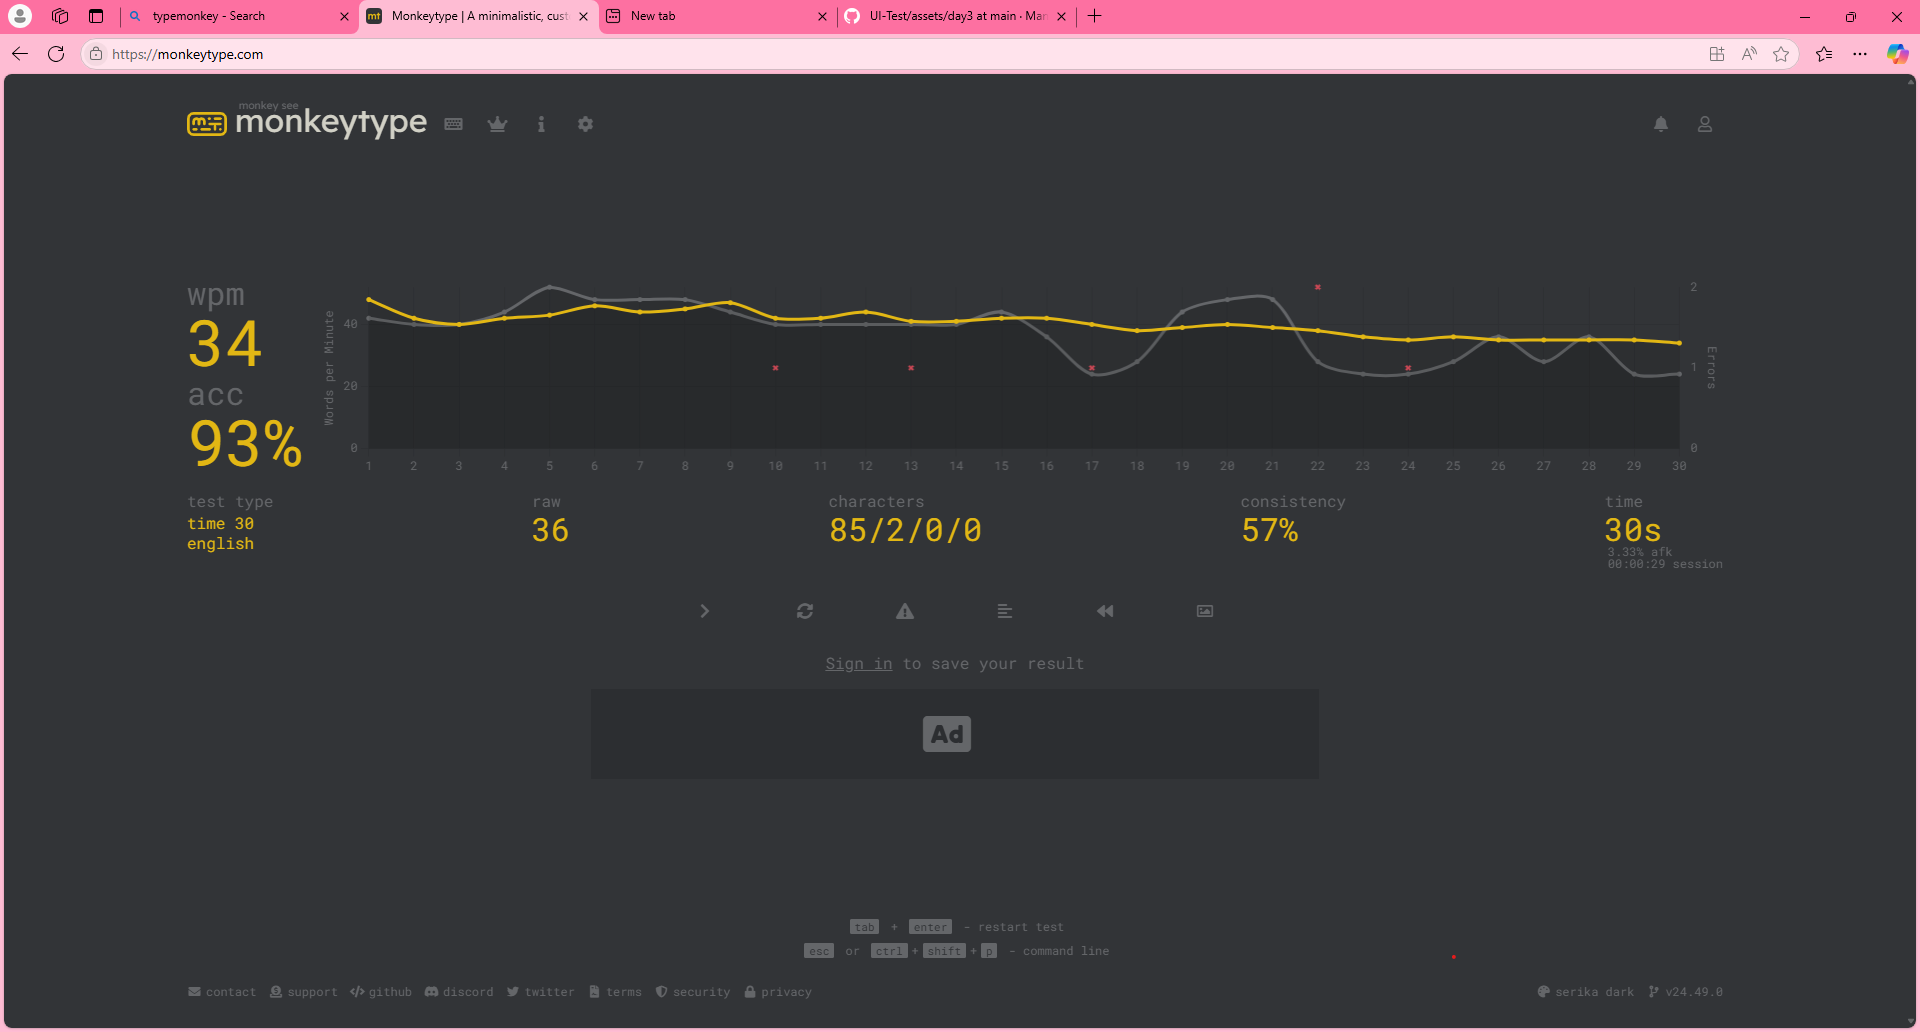 typemonkey - Search
Monkeytype | A minimalistic, cust
New tab
UI-Test/assets/day3 at main · Mar
https://monkeytype.com
monkey see
monkeytype
wpm
34
acc
93%
Words per Minute
40
20
0
2
1
0
Errors
1 2 3 4 5 6 7 8 9 10 11 12 13 14 15 16 17 18 19 20 21 22 23 24 25 26 27 28 29 30
test type
time 30
english
raw
36
characters
85/2/0/0
consistency
57%
time
30s
3.33% afk
00:00:29 session
Sign in to save your result
Ad
tab + enter - restart test
esc or ctrl + shift + p - command line
contact support github discord twitter terms security privacy
serika dark v24.49.0